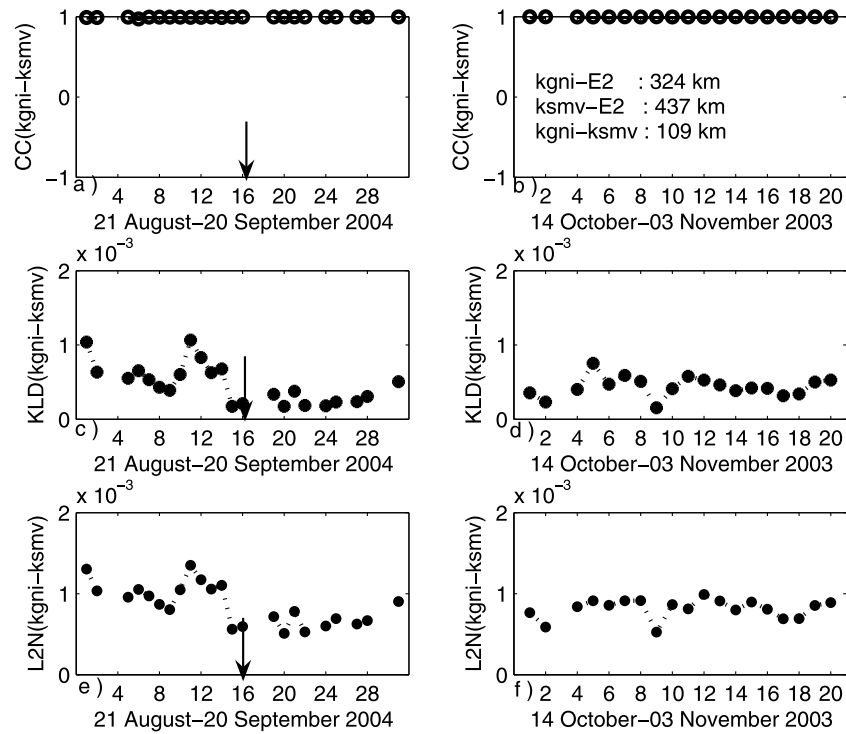 CC(kgni−ksmv)
1
0
−1
a )
4 8 12 16 20 24 28
21 August−20 September 2004
CC(kgni−ksmv)
1
0
−1
kgni−E2 : 324 km
ksmv−E2 : 437 km
kgni−ksmv : 109 km
b )
2 4 6 8 10 12 14 16 18 20
14 October−03 November 2003
x 10 −3
KLD(kgni−ksmv)
2
1
0
c )
4 8 12 16 20 24 28
21 August−20 September 2004
x 10 −3
KLD(kgni−ksmv)
2
1
0
d )
2 4 6 8 10 12 14 16 18 20
14 October−03 November 2003
x 10 −3
L2N(kgni−ksmv)
2
1
0
e )
4 8 12 16 20 24 28
21 August−20 September 2004
x 10 −3
L2N(kgni−ksmv)
2
1
0
f )
2 4 6 8 10 12 14 16 18 20
14 October−03 November 2003